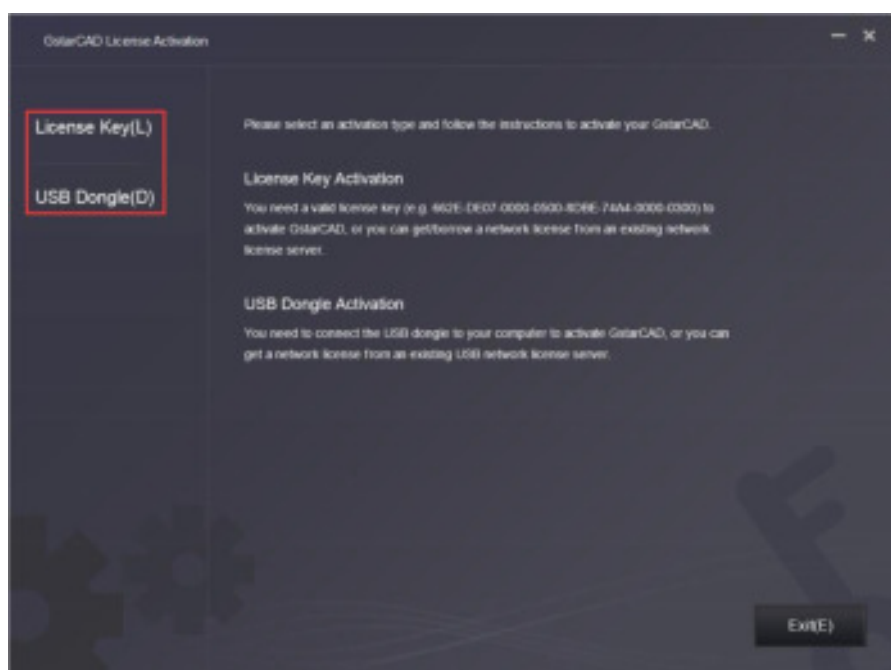 GstarCAD License Activation
License Key(L)
USB Dongle(D)
Please select an activation type and follow the instructions to activate your GstarCAD.
License Key Activation
You need a valid license key (e.g. 662E-DE07-0000-0500-8DBE-74A4-0000-0300) to
activate GstarCAD, or you can get/borrow a network license from an existing network
license server.
USB Dongle Activation
You need to connect the USB dongle to your computer to activate GstarCAD, or you can
get a network license from an existing USB network license server.
Exit(E)